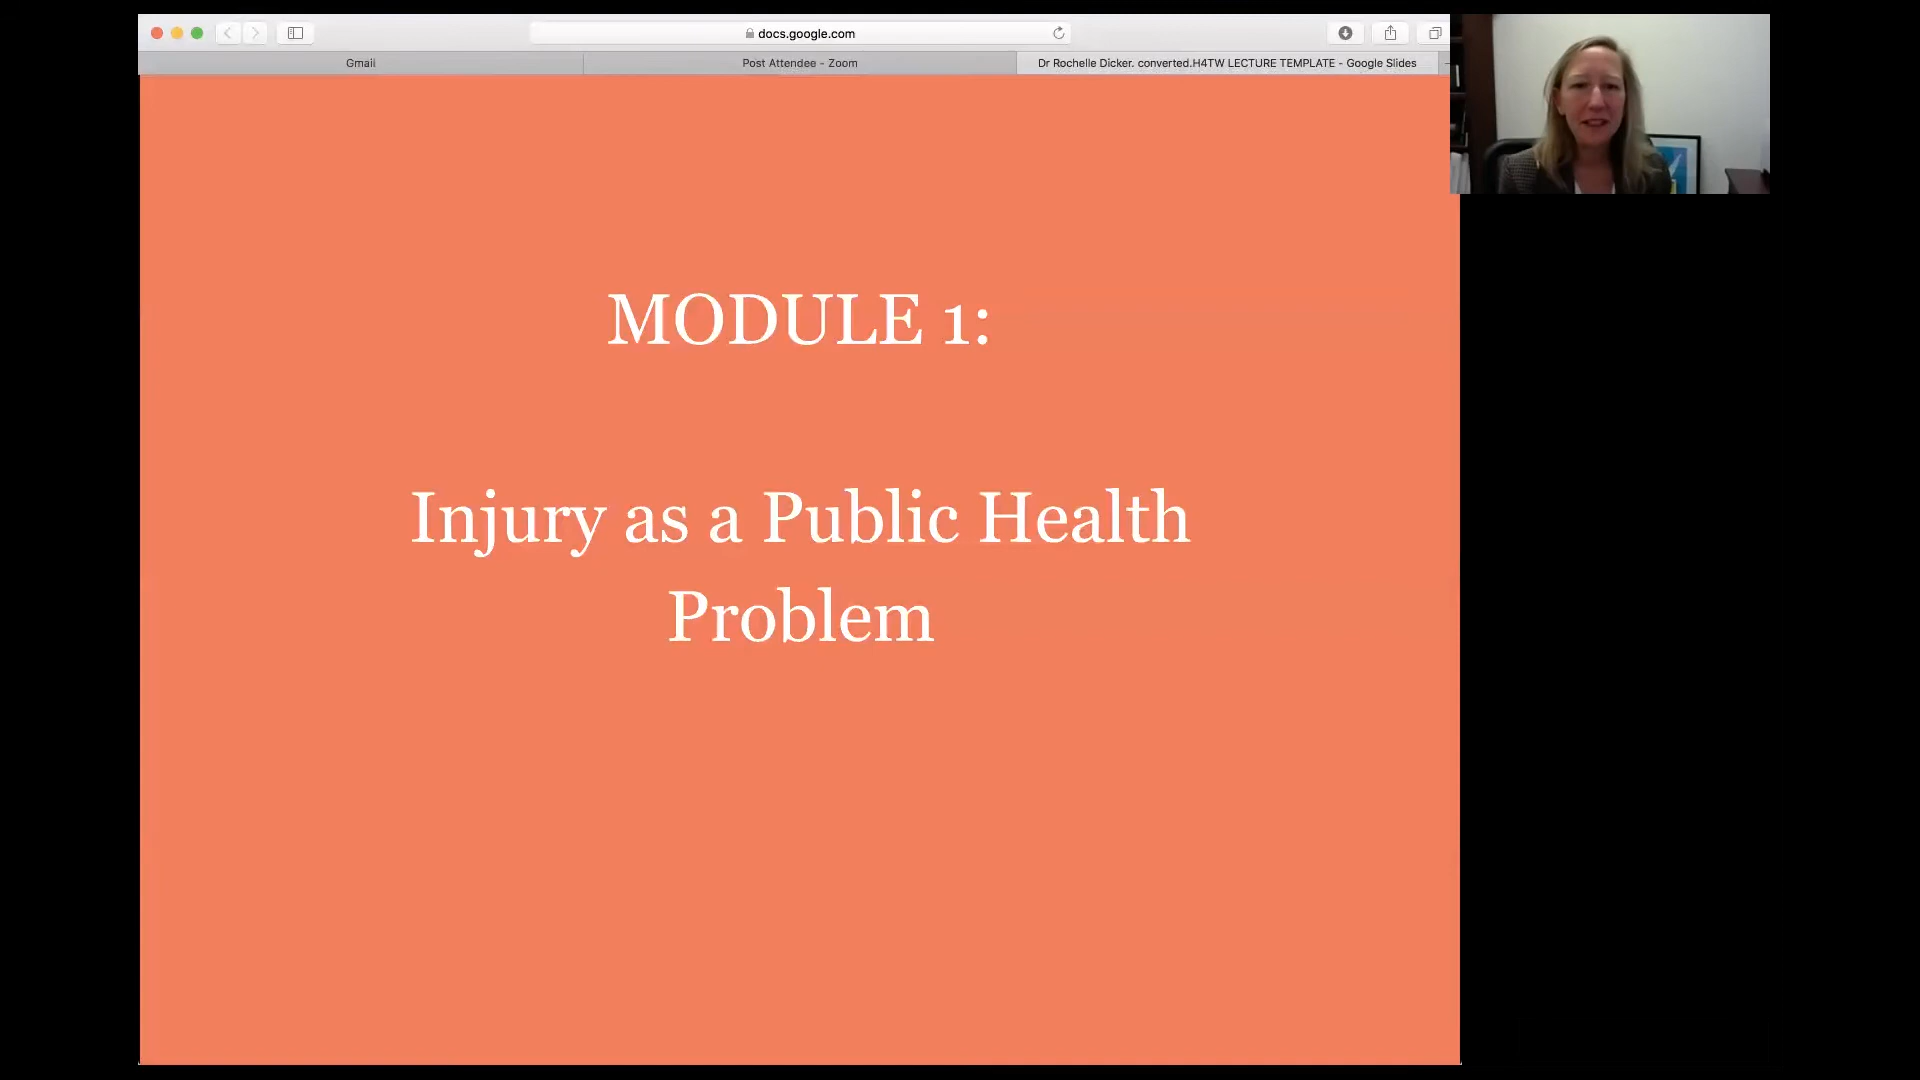 docs.google.com
Gmail
Post Attendee - Zoom
Dr Rochelle Dicker. converted.H4TW LECTURE TEMPLATE - Google Slides
MODULE 1:
Injury as a Public Health
Problem